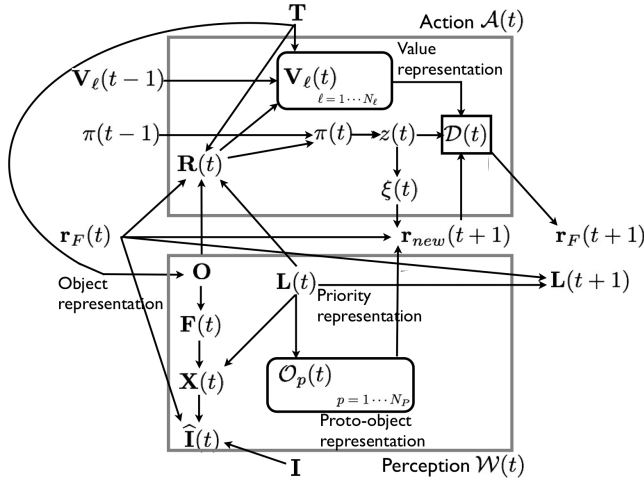 T
Action 𝒜(t)
Value
representation
V_ℓ(t−1)
V_ℓ(t)
ℓ = 1 ⋯ N_ℓ
π(t−1)
π(t)
z(t)
𝒟(t)
R(t)
ξ(t)
r_F(t)
r_new(t+1)
r_F(t+1)
Object
representation
O
L(t)
Priority
representation
L(t+1)
F(t)
X(t)
𝒪_p(t)
p = 1 ⋯ N_P
Proto-object
representation
Î(t)
I
Perception 𝒲(t)